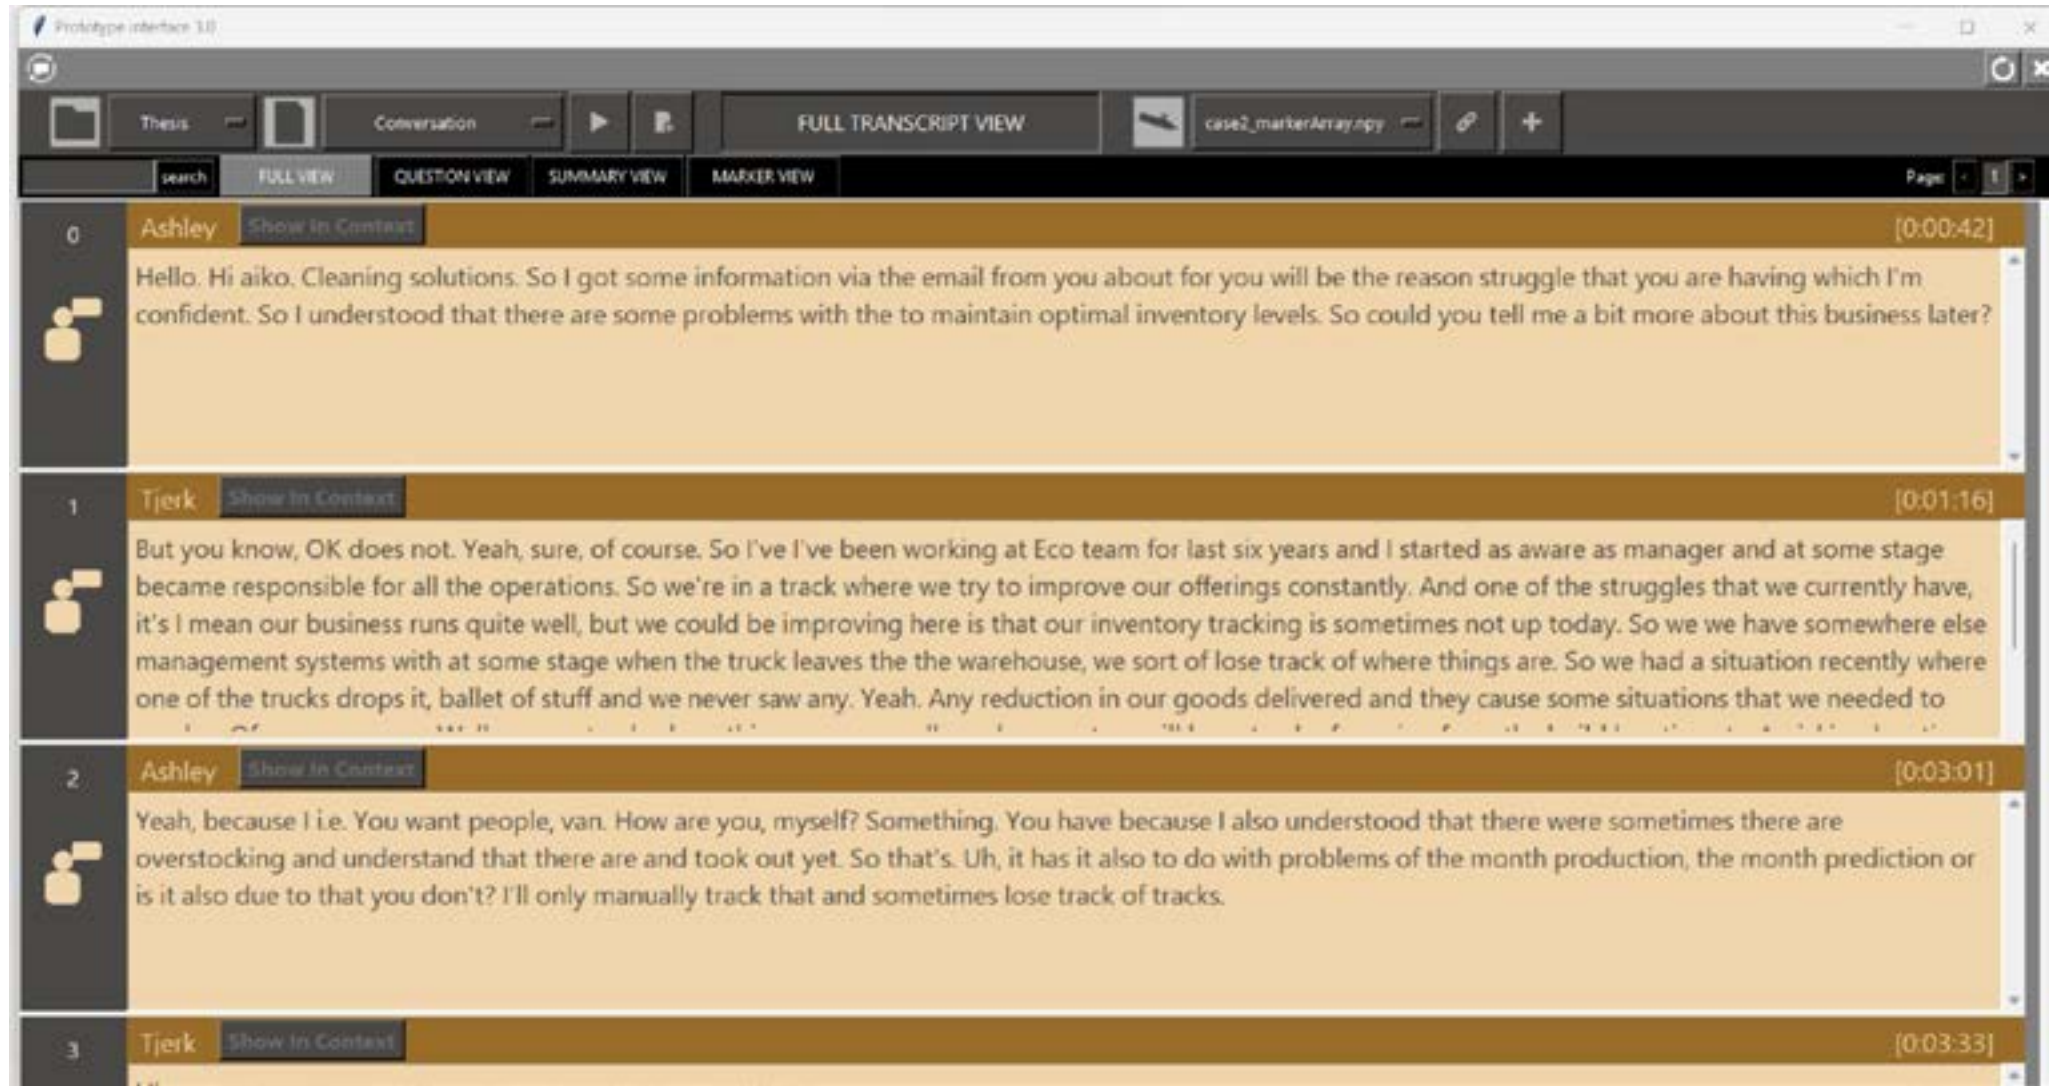 Prototype interface 3.0
Thesis
Conversation
FULL TRANSCRIPT VIEW
case2_markerArray.npy
search
FULL VIEW
QUESTION VIEW
SUMMARY VIEW
MARKER VIEW
Page: < 1 >
0
Ashley Show In Context [0:00:42]
Hello. Hi aiko. Cleaning solutions. So I got some information via the email from you about for you will be the reason struggle that you are having which I'm
confident. So I understood that there are some problems with the to maintain optimal inventory levels. So could you tell me a bit more about this business later?
1
Tjerk Show In Context [0:01:16]
But you know, OK does not. Yeah, sure, of course. So I've I've been working at Eco team for last six years and I started as aware as manager and at some stage
became responsible for all the operations. So we're in a track where we try to improve our offerings constantly. And one of the struggles that we currently have,
it's I mean our business runs quite well, but we could be improving here is that our inventory tracking is sometimes not up today. So we we have somewhere else
management systems with at some stage when the truck leaves the the warehouse, we sort of lose track of where things are. So we had a situation recently where
one of the trucks drops it, ballet of stuff and we never saw any. Yeah. Any reduction in our goods delivered and they cause some situations that we needed to
2
Ashley Show In Context [0:03:01]
Yeah, because I i.e. You want people, van. How are you, myself? Something. You have because I also understood that there were sometimes there are
overstocking and understand that there are and took out yet. So that's. Uh, it has it also to do with problems of the month production, the month prediction or
is it also due to that you don't? I'll only manually track that and sometimes lose track of tracks.
3
Tjerk Show In Context [0:03:33]